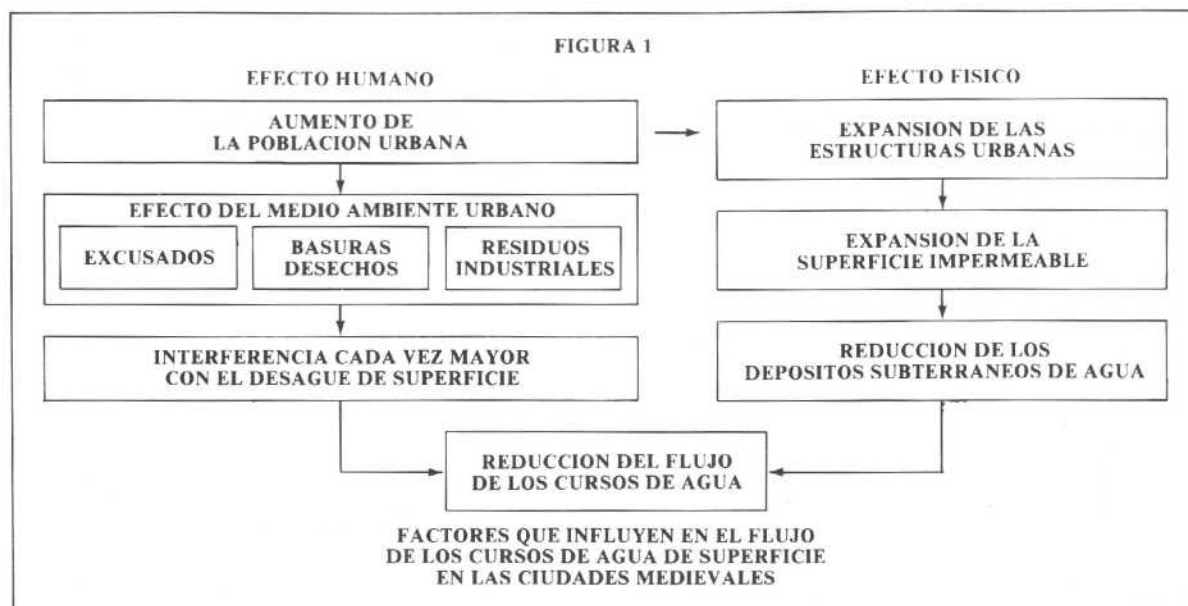 FIGURA 1
EFECTO HUMANO
AUMENTO DE
LA POBLACION URBANA
EFECTO DEL MEDIO AMBIENTE URBANO
EXCUSADOS
BASURAS
DESECHOS
RESIDUOS
INDUSTRIALES
INTERFERENCIA CADA VEZ MAYOR
CON EL DESAGUE DE SUPERFICIE
EFECTO FISICO
EXPANSION DE LAS
ESTRUCTURAS URBANAS
EXPANSION DE LA
SUPERFICIE IMPERMEABLE
REDUCCION DE LOS
DEPOSITOS SUBTERRANEOS DE AGUA
REDUCCION DEL FLUJO
DE LOS CURSOS DE AGUA
FACTORES QUE INFLUYEN EN EL FLUJO
DE LOS CURSOS DE AGUA DE SUPERFICIE
EN LAS CIUDADES MEDIEVALES